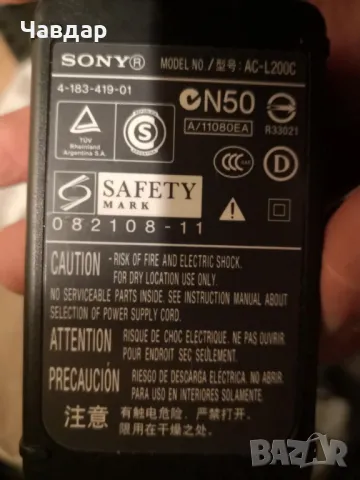 Чавдар
SONY® MODEL NO / 型号: AC-L200C
4-183-419-01
N50
A/11080EA
R33021
TÜV
Rheinland
Argentina S.A.
S
CCC
D
S SAFETY
MARK
082108-11
CAUTION - RISK OF FIRE AND ELECTRIC SHOCK.
FOR DRY LOCATION USE ONLY.
- NO SERVICEABLE PARTS INSIDE. SEE INSTRUCTION MANUAL ABOUT
SELECTION OF POWER SUPPLY CORD.
ATTENTION RISQUE DE CHOC ELECTRIQUE. NE PAS OUVRIR.
POUR ENDROIT SEC SEULEMENT.
PRECAUCIÓN RIESGO DE DESCARGA ELÉCTRICA. NO ABRIR.
PARA USO EN INTERIORES SOLAMENTE.
注意 有触电危险, 严禁打开.
用在干燥之处.
BAZAR
bg